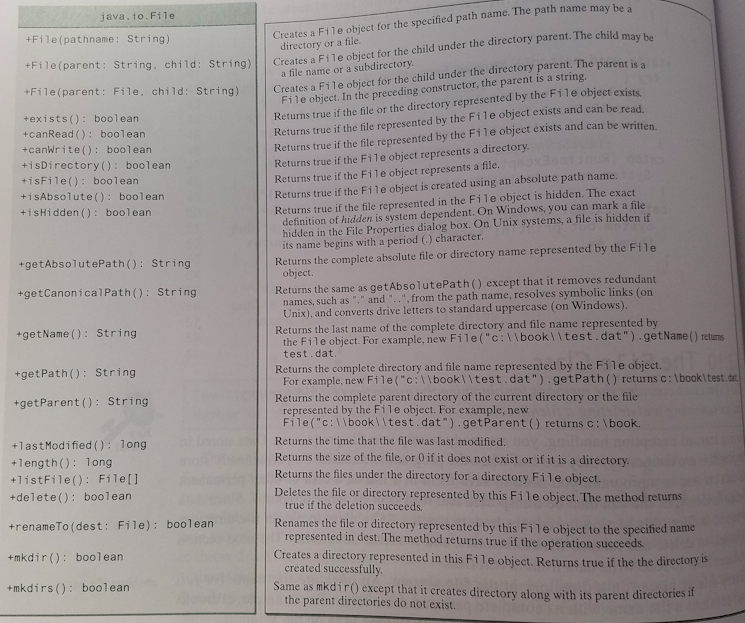 java.io.File
+File(pathname: String)
Creates a File object for the specified path name. The path name may be a
directory or a file.
+File(parent: String, child: String)
Creates a File object for the child under the directory parent. The child may be
a file name or a subdirectory.
+File(parent: File, child: String)
Creates a File object for the child under the directory parent. The parent is a
File object. In the preceding constructor, the parent is a string.
+exists(): boolean
Returns true if the file or the directory represented by the File object exists.
+canRead(): boolean
Returns true if the file represented by the File object exists and can be read.
+canWrite(): boolean
Returns true if the file represented by the File object exists and can be written.
+isDirectory(): boolean
Returns true if the File object represents a directory.
+isFile(): boolean
Returns true if the File object represents a file.
+isAbsolute(): boolean
Returns true if the File object is created using an absolute path name.
+isHidden(): boolean
Returns true if the file represented in the File object is hidden. The exact
definition of hidden is system dependent. On Windows, you can mark a file
hidden in the File Properties dialog box. On Unix systems, a file is hidden if
its name begins with a period (.) character.
+getAbsolutePath(): String
Returns the complete absolute file or directory name represented by the File
object.
+getCanonicalPath(): String
Returns the same as getAbsolutePath() except that it removes redundant
names, such as "." and "..", from the path name, resolves symbolic links (on
Unix), and converts drive letters to standard uppercase (on Windows).
+getName(): String
Returns the last name of the complete directory and file name represented by
the File object. For example, new File("c:\\book\\test.dat").getName() returns
test.dat.
+getPath(): String
Returns the complete directory and file name represented by the File object.
For example, new File("c:\\book\\test.dat").getPath() returns c:\book\test.dat.
+getParent(): String
Returns the complete parent directory of the current directory or the file
represented by the File object. For example, new
File("c:\\book\\test.dat").getParent() returns c:\book.
+lastModified(): long
Returns the time that the file was last modified.
+length(): long
Returns the size of the file, or 0 if it does not exist or if it is a directory.
+listFile(): File[]
Returns the files under the directory for a directory File object.
+delete(): boolean
Deletes the file or directory represented by this File object. The method returns
true if the deletion succeeds.
+renameTo(dest: File): boolean
Renames the file or directory represented by this File object to the specified name
represented in dest. The method returns true if the operation succeeds.
+mkdir(): boolean
Creates a directory represented in this File object. Returns true if the the directory is
created successfully.
+mkdirs(): boolean
Same as mkdir() except that it creates directory along with its parent directories if
the parent directories do not exist.